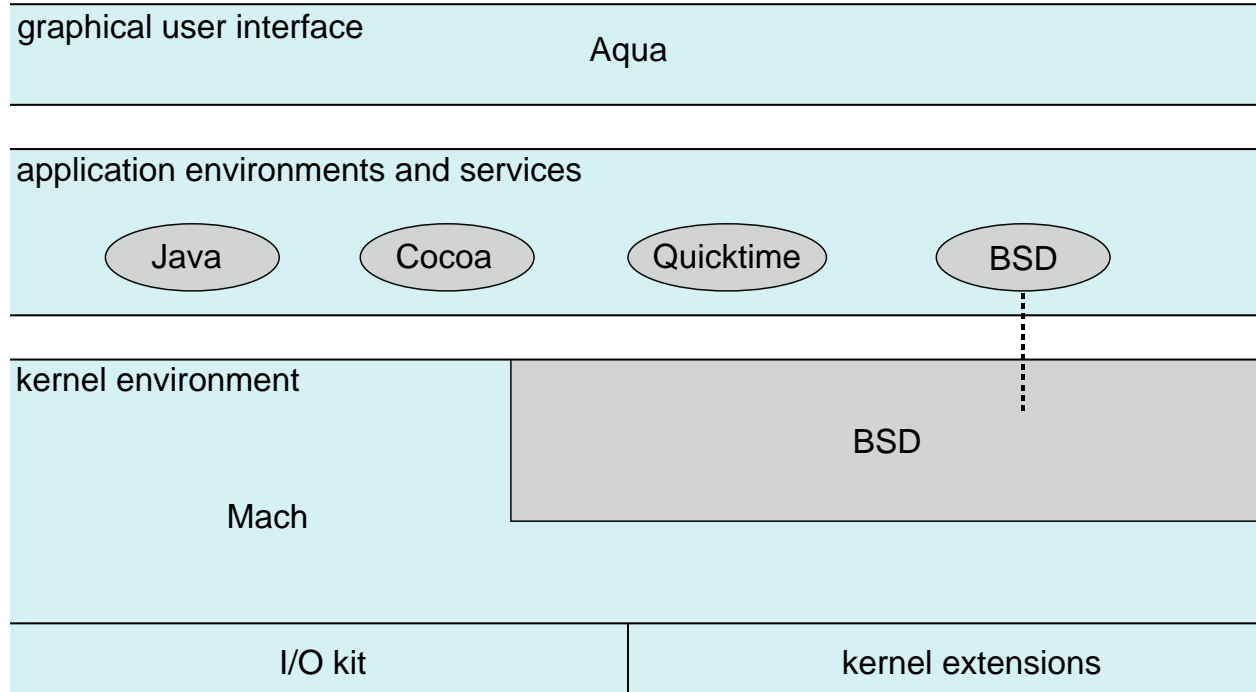 graphical user interface
Aqua
application environments and services
Java
Cocoa
Quicktime
BSD
kernel environment
BSD
Mach
I/O kit
kernel extensions